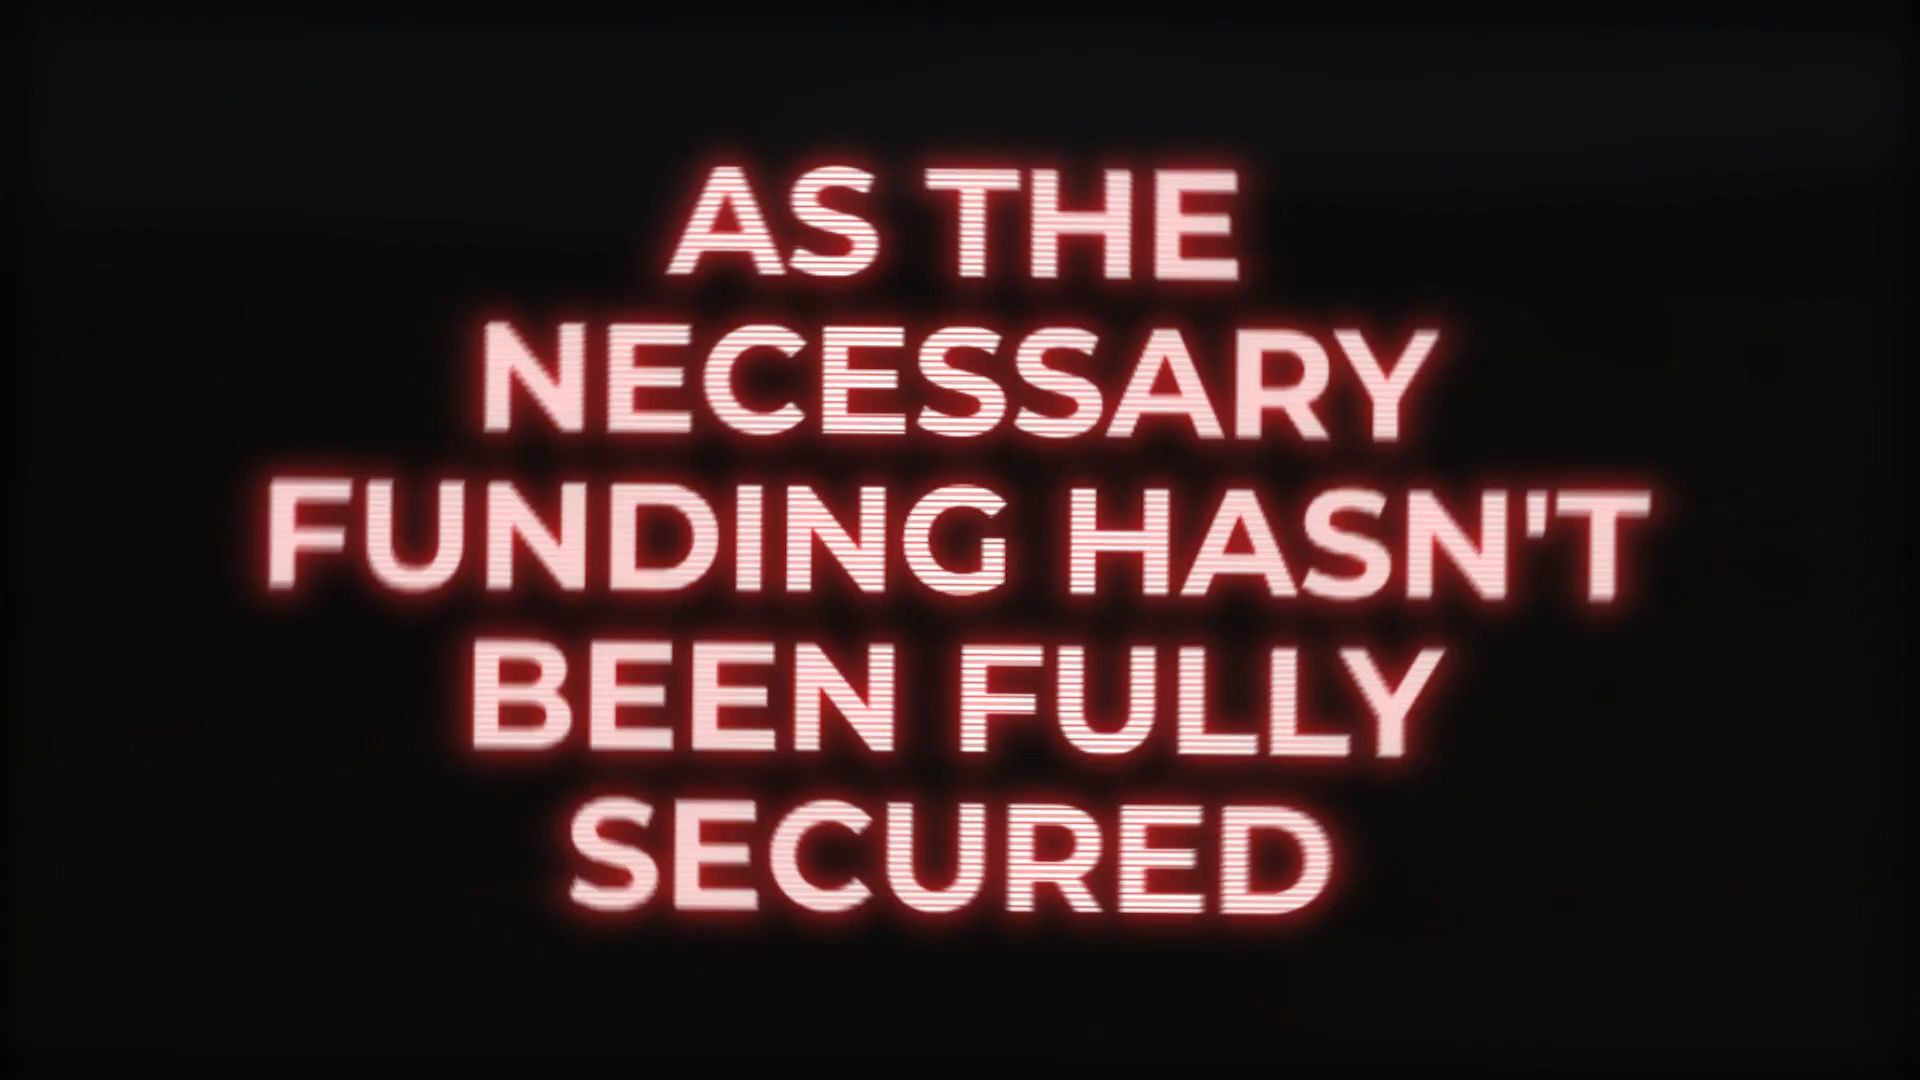 AS THE
NECESSARY
FUNDING HASN'T
BEEN FULLY
SECURED